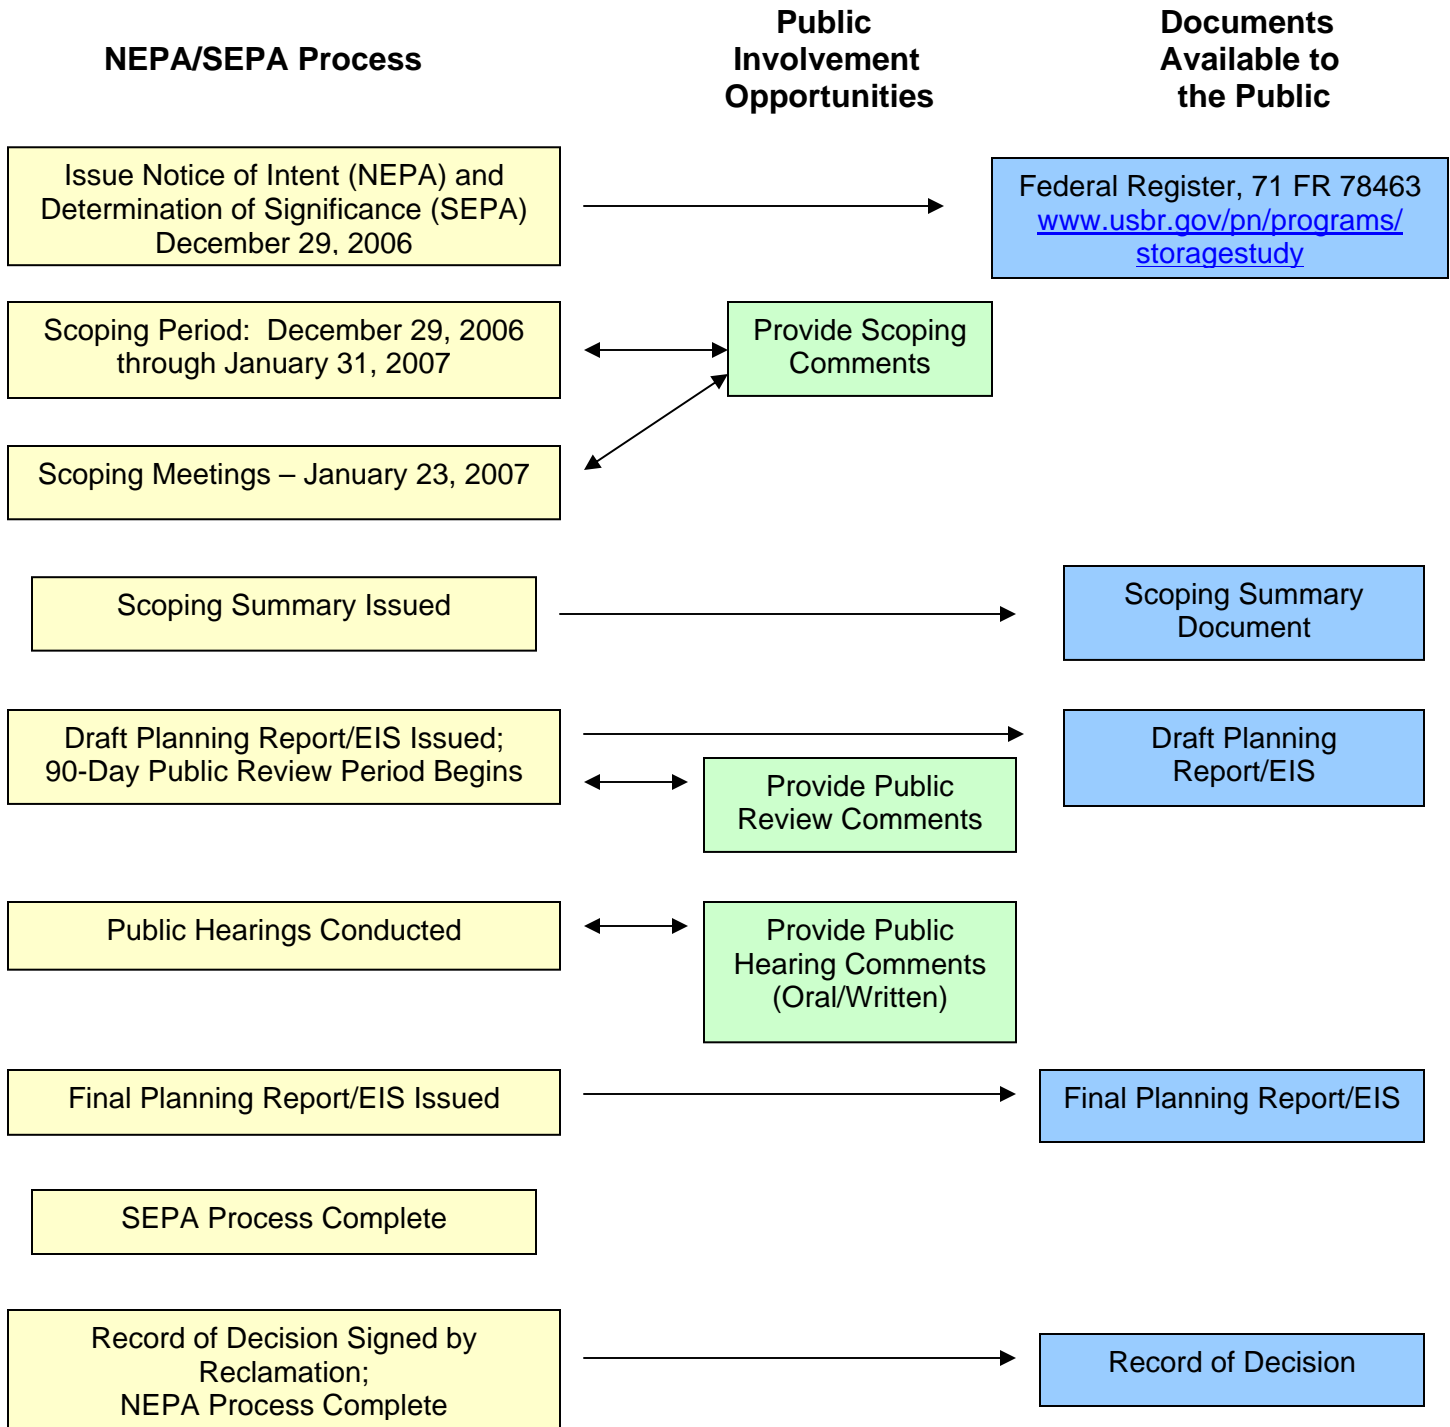 NEPA/SEPA Process
Public
Involvement
Opportunities
Documents
Available to
the Public
Issue Notice of Intent (NEPA) and
Determination of Significance (SEPA)
December 29, 2006
Federal Register, 71 FR 78463
www.usbr.gov/pn/programs/
storagestudy
Scoping Period:  December 29, 2006
through January 31, 2007
Provide Scoping
Comments
Scoping Meetings – January 23, 2007
Scoping Summary Issued
Scoping Summary
Document
Draft Planning Report/EIS Issued;
90-Day Public Review Period Begins
Provide Public
Review Comments
Draft Planning
Report/EIS
Public Hearings Conducted
Provide Public
Hearing Comments
(Oral/Written)
Final Planning Report/EIS Issued
Final Planning Report/EIS
SEPA Process Complete
Record of Decision Signed by
Reclamation;
NEPA Process Complete
Record of Decision